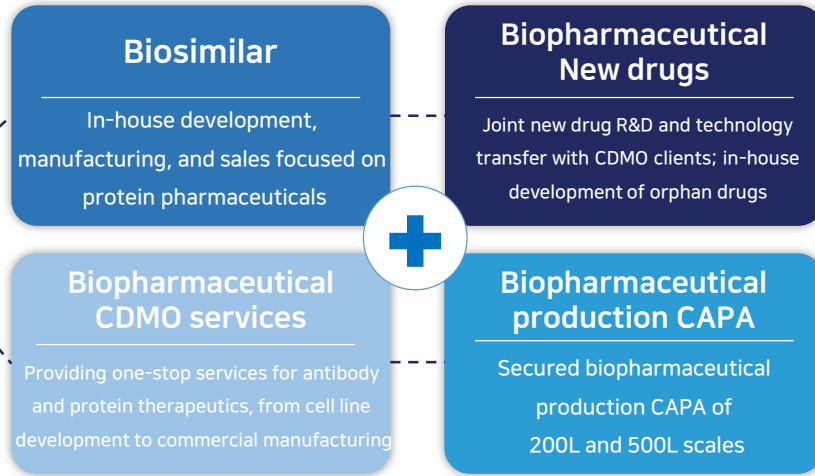 Biosimilar
In-house development,
manufacturing, and sales focused on
protein pharmaceuticals
Biopharmaceutical
New drugs
Joint new drug R&D and technology
transfer with CDMO clients; in-house
development of orphan drugs
Biopharmaceutical
CDMO services
Providing one-stop services for antibody
and protein therapeutics, from cell line
development to commercial manufacturing
Biopharmaceutical
production CAPA
Secured biopharmaceutical
production CAPA of
200L and 500L scales